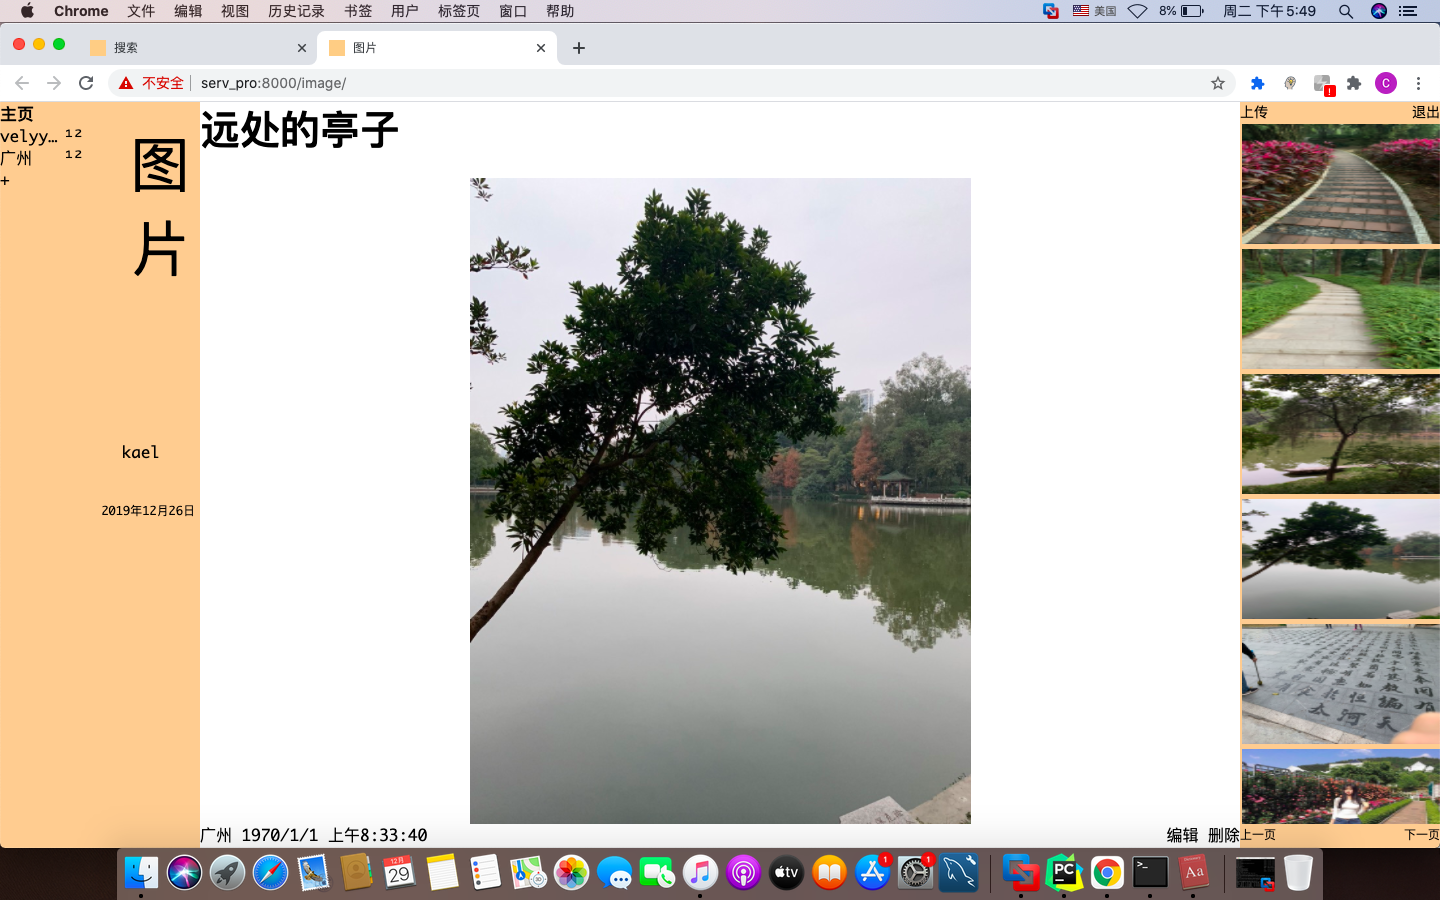 Chrome 文件 编辑 视图 历史记录 书签 用户 标签页 窗口 帮助 美国 8% 周二 下午5:49
搜索 图片
不安全 serv_pro:8000/image/ C
主页
velyy… 12
广州 12
+
图
片
kael
2019年12月26日
远处的亭子
广州 1970/1/1 上午8:33:40 编辑 删除
上传 退出
上一页 下一页
12月 29 tv 1 1 PC >_ Aa